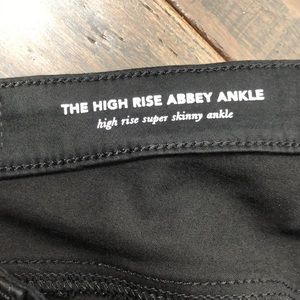 THE HIGH RISE ABBEY ANKLE
high rise super skinny ankle